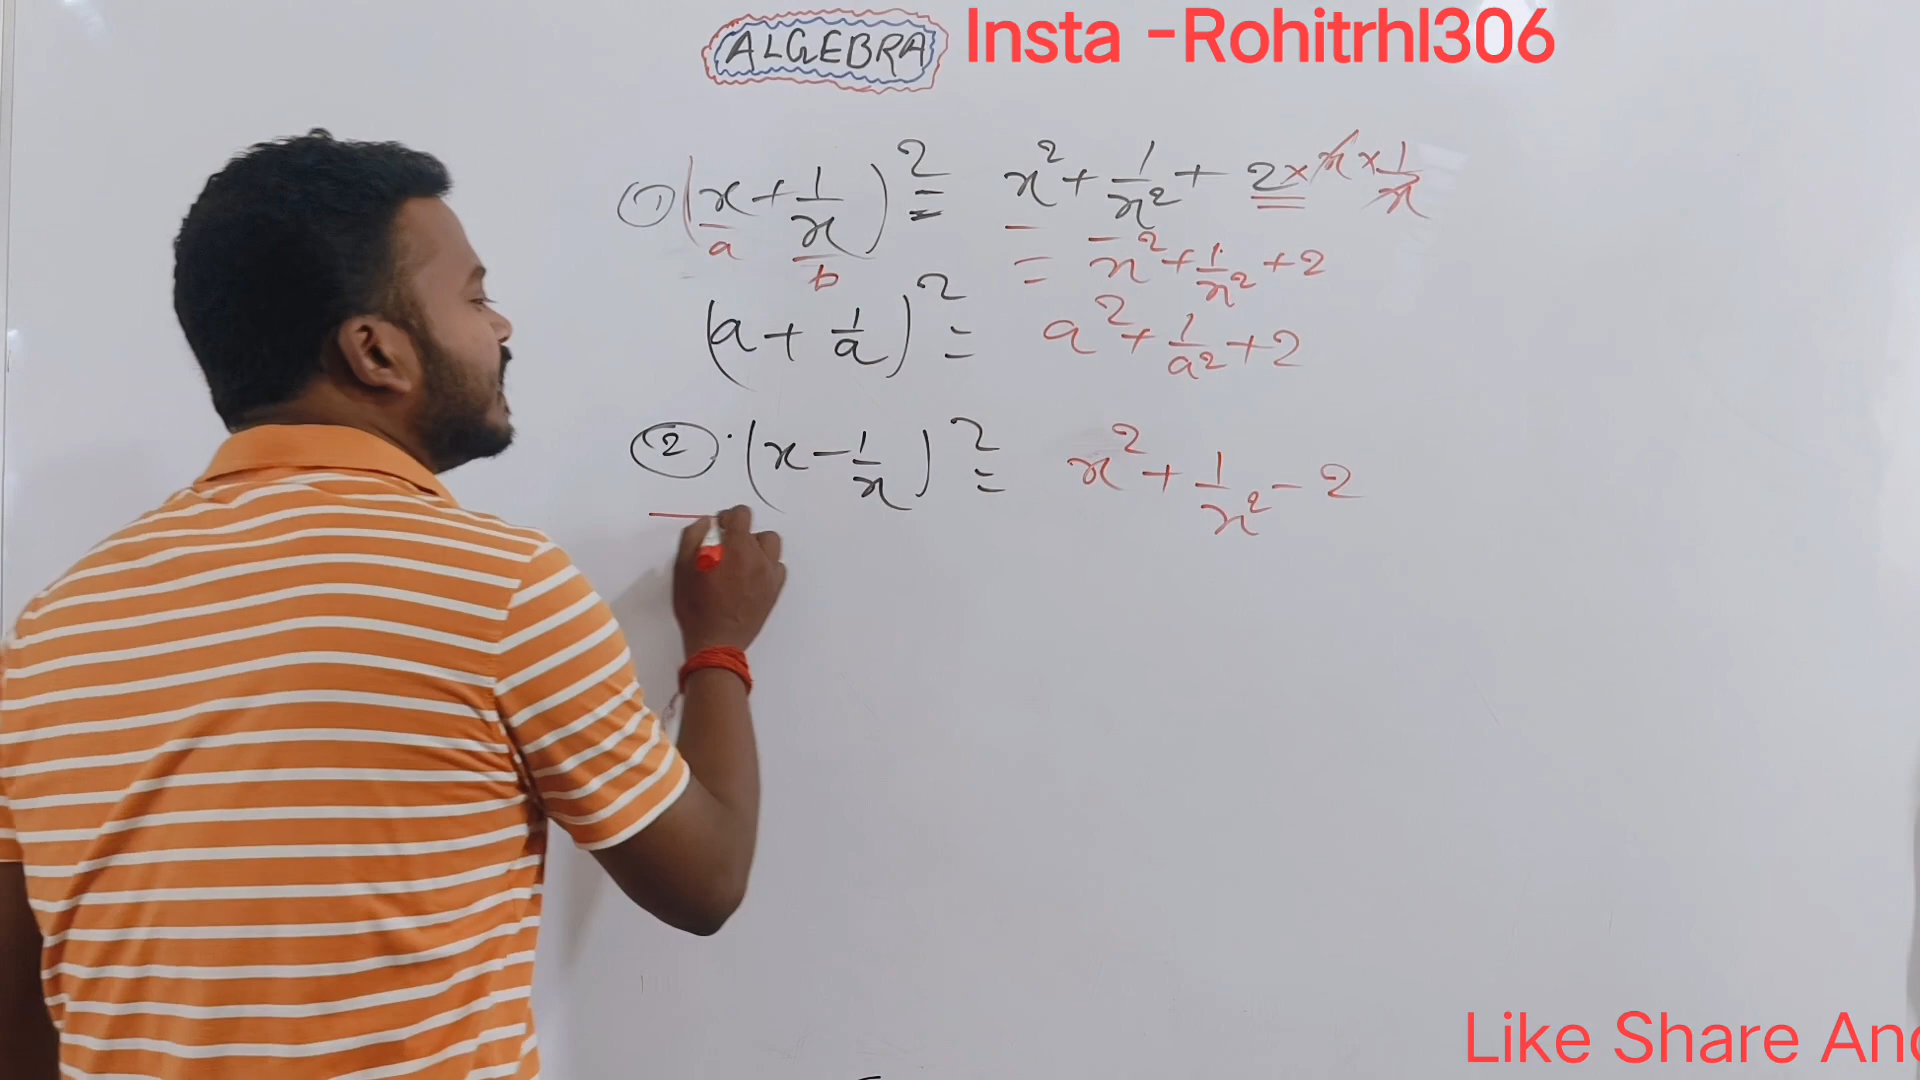 ALGEBRA
Insta -Rohitrhl306
① (x + 1/x)² = x² + 1/x² + 2 × x × 1/x
a b
= x² + 1/x² + 2
(a + 1/a)² = a² + 1/a² + 2
② (x - 1/x)² = x² + 1/x² - 2
Like Share And